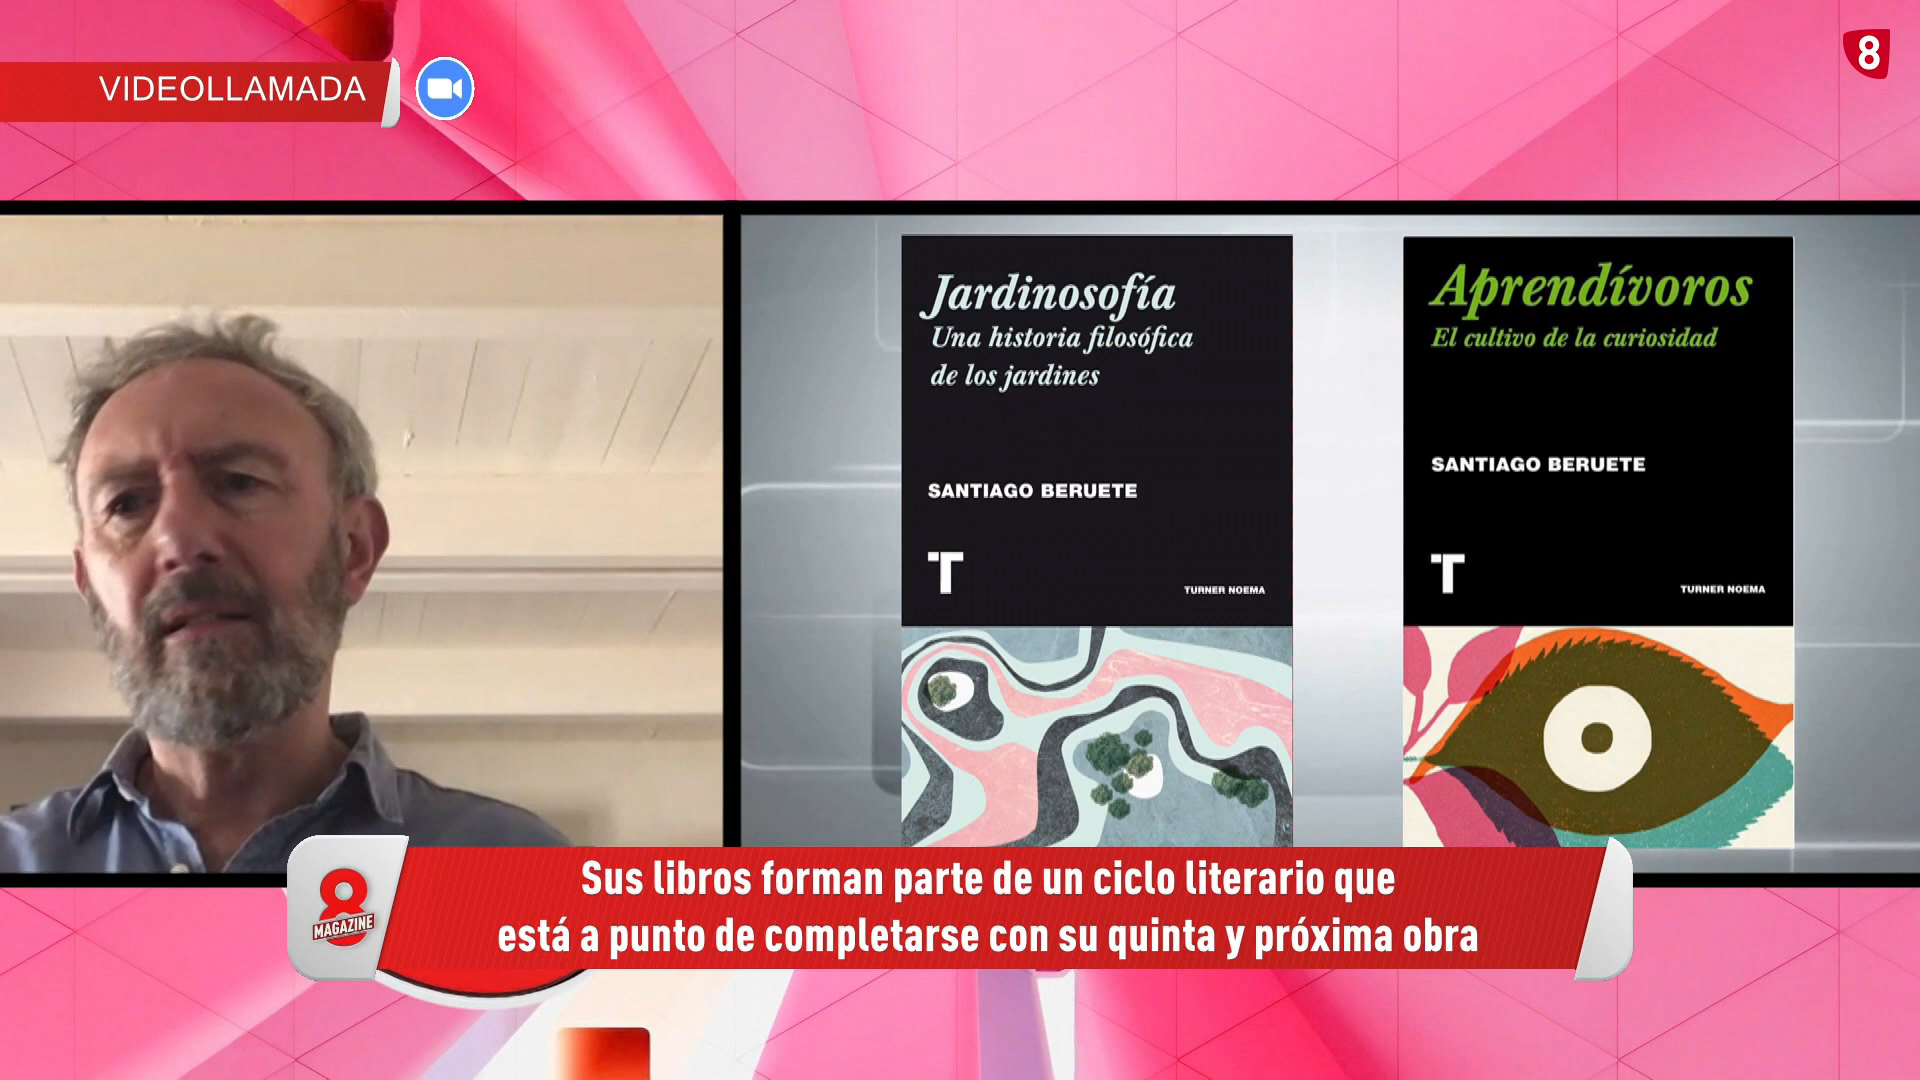 VIDEOLLAMADA
8
Jardinosofía
Una historia filosófica
de los jardines
SANTIAGO BERUETE
T
TURNER NOEMA
Aprendívoros
El cultivo de la curiosidad
SANTIAGO BERUETE
T
TURNER NOEMA
8
MAGAZINE
Sus libros forman parte de un ciclo literario que
está a punto de completarse con su quinta y próxima obra